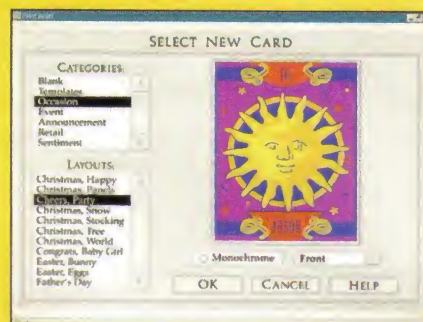 SELECT NEW CARD
CATEGORIES:
Blank
Templates
Occasion
Event
Announcement
Retail
Sentiment
LAYOUTS:
Christmas, Happy
Christmas, Panels
Cheers, Party
Christmas, Snow
Christmas, Stocking
Christmas, Tree
Christmas, World
Congrats, Baby Girl
Easter, Bunny
Easter, Eggs
Father's Day
Monochrome
Front
OK
CANCEL
HELP